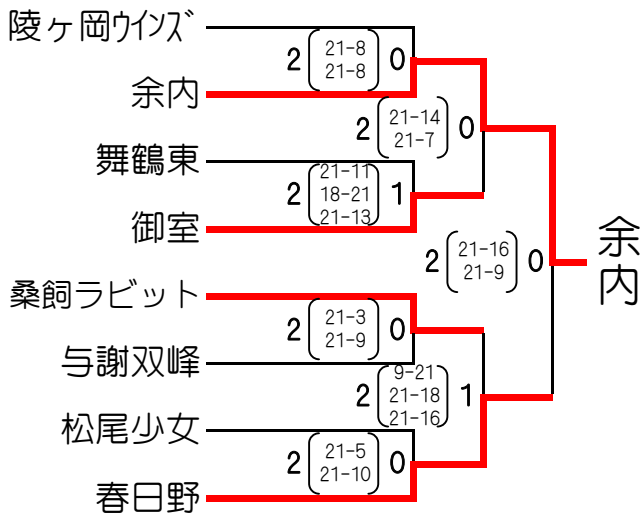 陵ヶ岡ウインズ
2 21-8 0
21-8
余内
2 21-14 0
21-7
舞鶴東
2 21-11 1
18-21
21-13
御室
2 21-16 0
21-9
余内
桑飼ラビット
2 21-3 0
21-9
与謝双峰
2 9-21 1
21-18
21-16
松尾少女
2 21-5 0
21-10
春日野